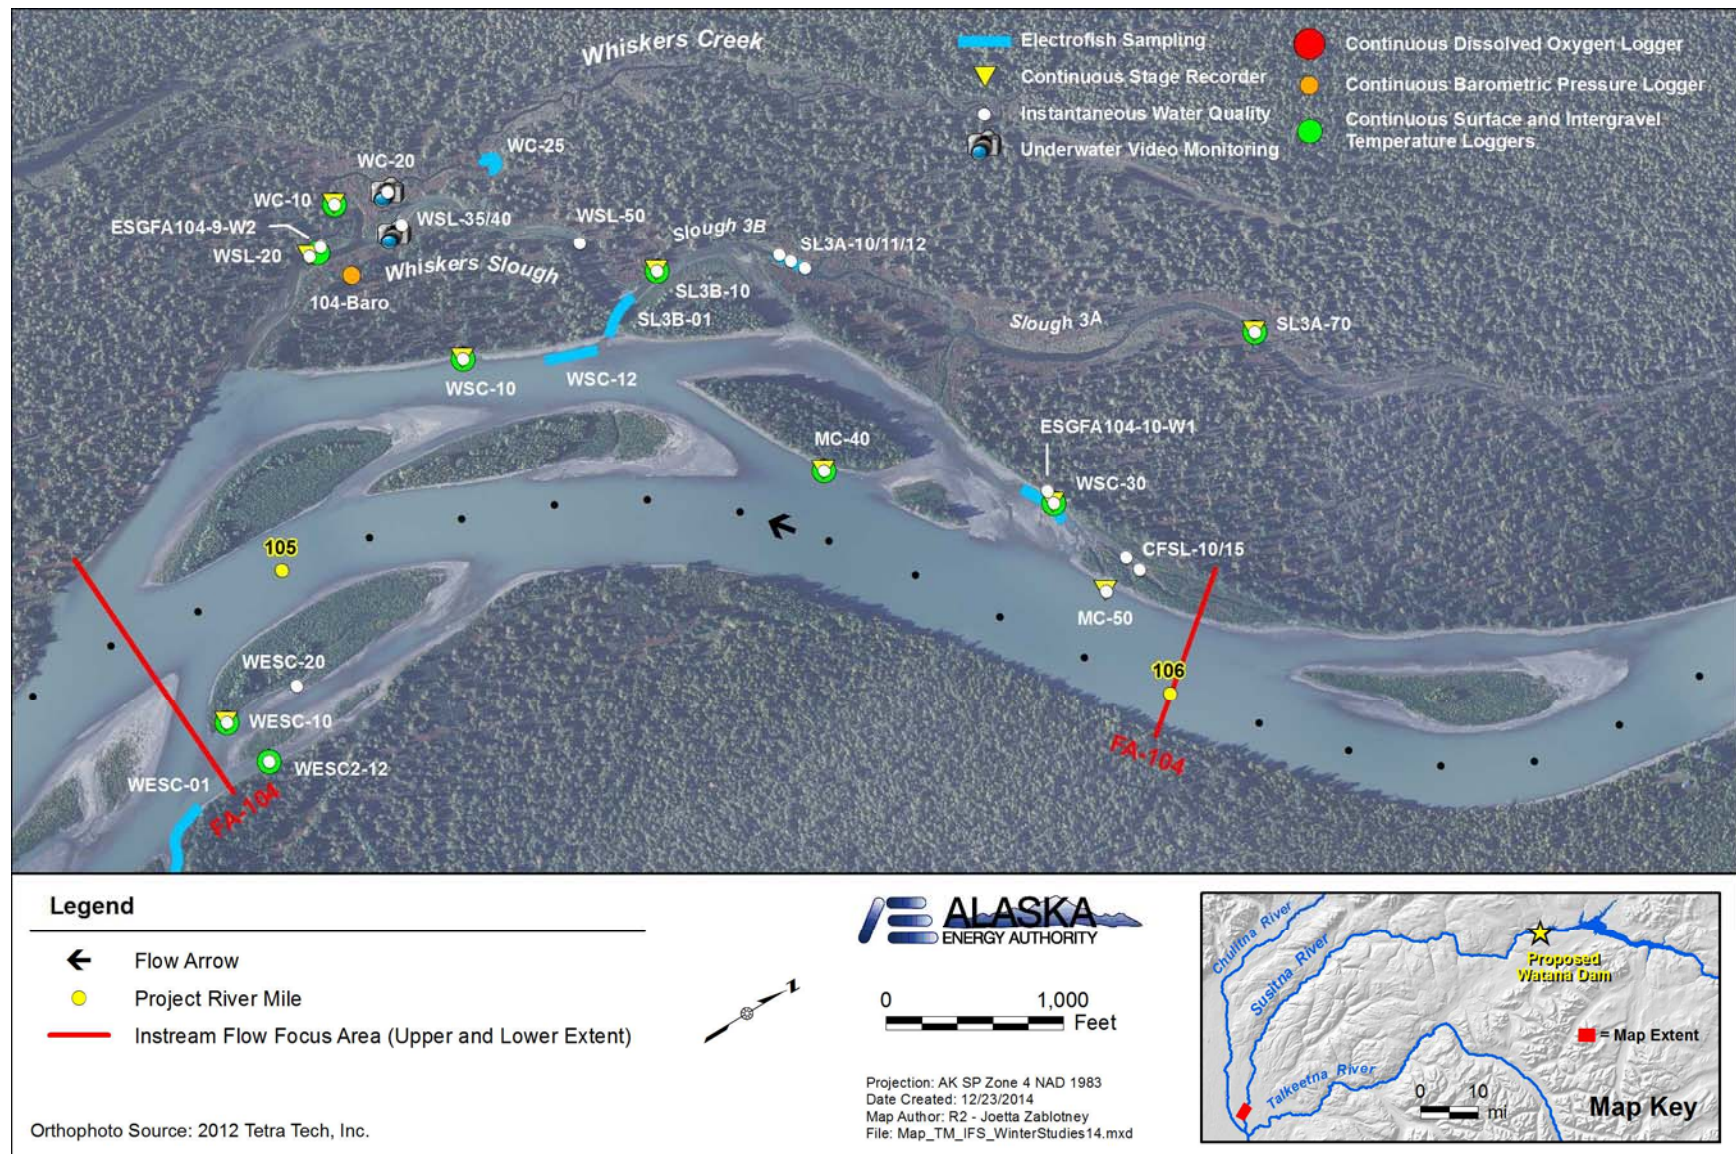 Whiskers Creek
Electrofish Sampling
Continuous Stage Recorder
Instantaneous Water Quality
Underwater Video Monitoring
Continuous Dissolved Oxygen Logger
Continuous Barometric Pressure Logger
Continuous Surface and Intergravel
Temperature Loggers
WC-25
WC-20
WC-10
WSL-35/40
WSL-50
ESGFA104-9-W2
WSL-20
Whiskers Slough
104-Baro
Slough 3B
SL3A-10/11/12
SL3B-10
SL3B-01
Slough 3A
SL3A-70
WSC-10
WSC-12
MC-40
ESGFA104-10-W1
WSC-30
CFSL-10/15
MC-50
105
106
FA-104
WESC-20
WESC-10
WESC2-12
WESC-01
FA-104
Legend
Flow Arrow
Project River Mile
Instream Flow Focus Area (Upper and Lower Extent)
Orthophoto Source: 2012 Tetra Tech, Inc.
Z
ALASKA
ENERGY AUTHORITY
0 1,000
Feet
Projection: AK SP Zone 4 NAD 1983
Date Created: 12/23/2014
Map Author: R2 - Joetta Zablotney
File: Map_TM_IFS_WinterStudies14.mxd
Chulitna River
Susitna River
Proposed
Watana Dam
= Map Extent
Talkeetna River
0 10
mi
Map Key